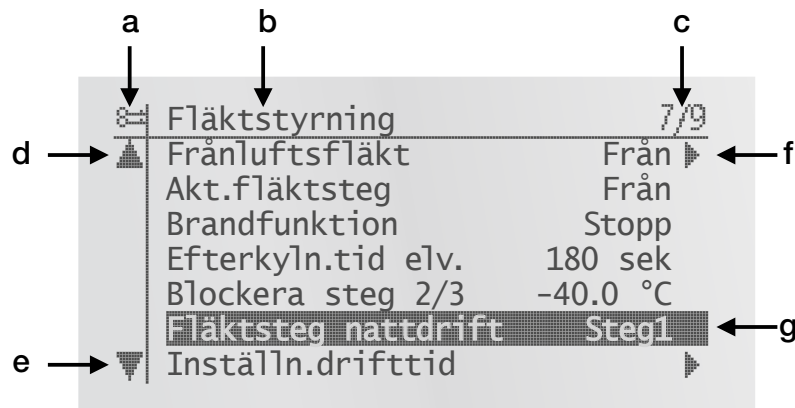 a b c
Fläktstyrning 7/9
d Frånluftsfläkt Från f
Akt.fläktsteg Från
Brandfunktion Stopp
Efterkyln.tid elv. 180 sek
Blockera steg 2/3 -40.0 °C
Fläktsteg nattdrift Steg1 g
e Inställn.drifttid